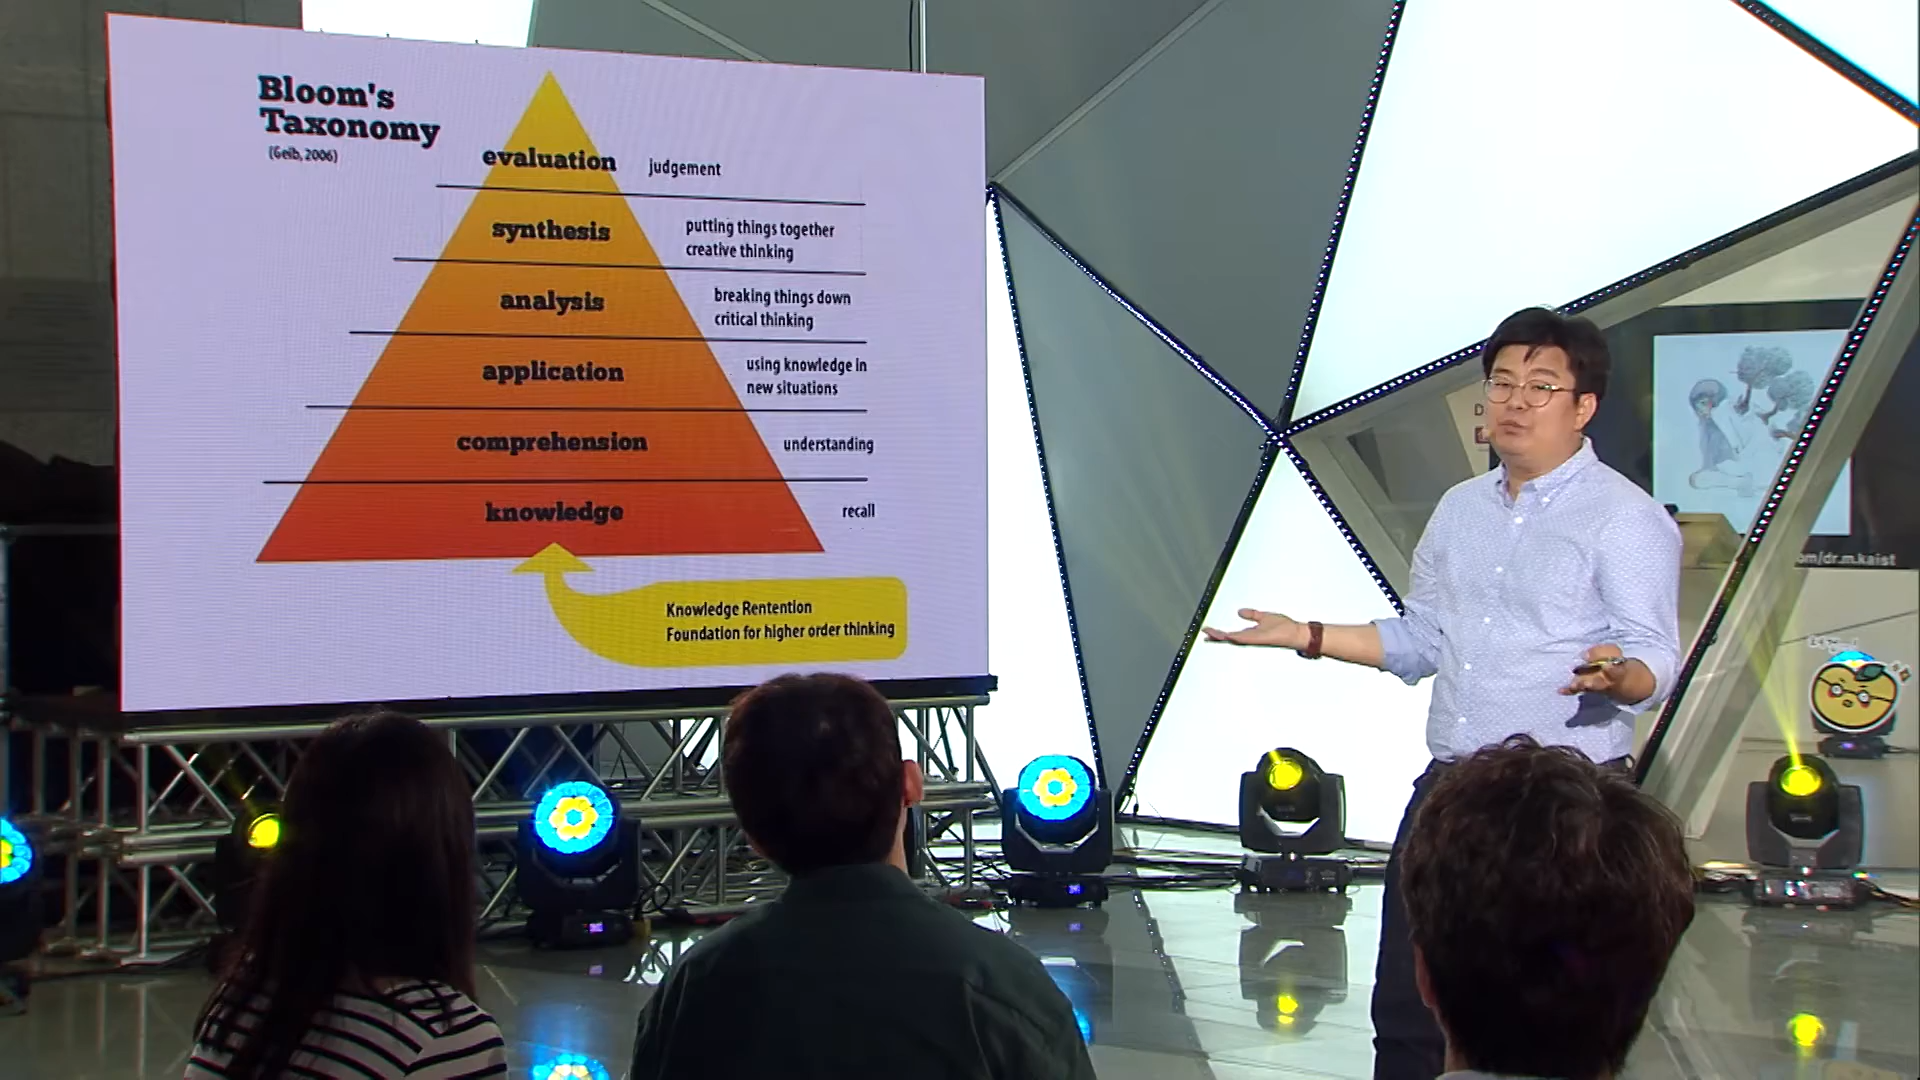 Bloom's
Taxonomy
(Geib, 2006)
evaluation
judgement
synthesis
putting things together
creative thinking
analysis
breaking things down
critical thinking
application
using knowledge in
new situations
comprehension
understanding
knowledge
recall
Knowledge Rentention
Foundation for higher order thinking
om/dr.m.kaist